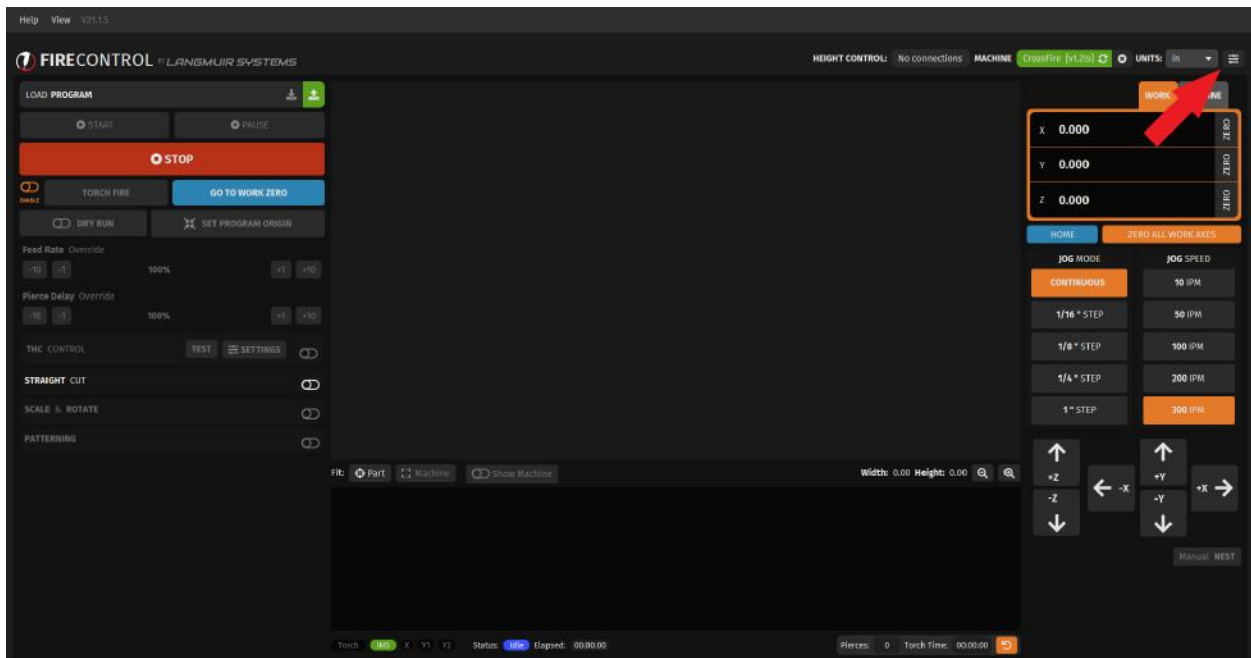 Help View V21.1.5
FIRECONTROL BY LANGMUIR SYSTEMS
HEIGHT CONTROL: No connections MACHINE CrossFire [v1.2is] UNITS: in
LOAD PROGRAM
START PAUSE
STOP
ENABLE TORCH FIRE GO TO WORK ZERO
DRY RUN SET PROGRAM ORIGIN
Feed Rate Override
-10 -1 100% +1 +10
Pierce Delay Override
-10 -1 100% +1 +10
THC CONTROL TEST SETTINGS
STRAIGHT CUT
SCALE & ROTATE
PATTERNING
Fit: Part Machine Show Machine Width: 0.00 Height: 0.00
Torch IHS X Y1 Y2 Status: Idle Elapsed: 00:00:00 Pierces: 0 Torch Time: 00:00:00
WORK
X 0.000 ZERO
Y 0.000 ZERO
Z 0.000 ZERO
HOME ZERO ALL WORK AXES
JOG MODE JOG SPEED
CONTINUOUS 10 IPM
1/16 " STEP 50 IPM
1/8 " STEP 100 IPM
1/4 " STEP 200 IPM
1 " STEP 300 IPM
+Z +Y
-X +X
-Z -Y
Manual NEST